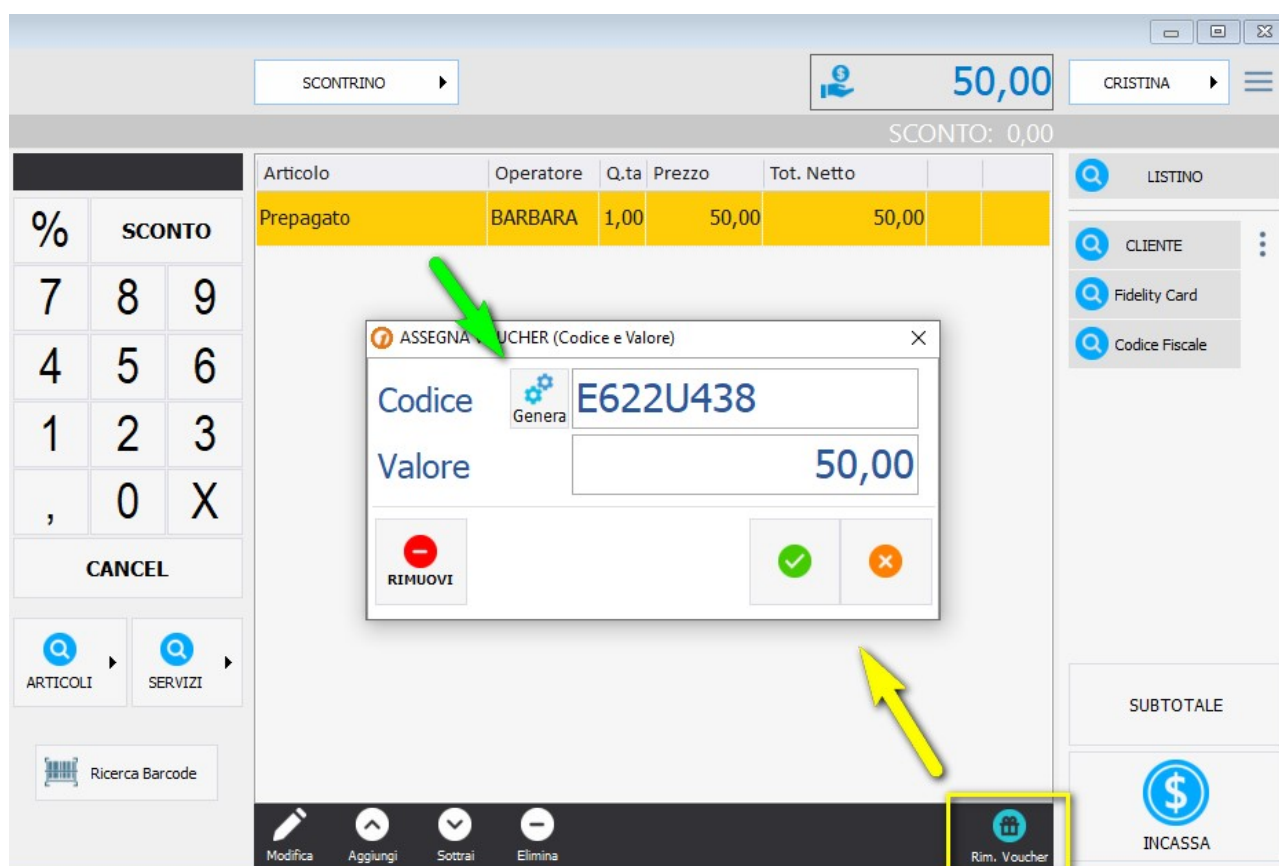 SCONTRINO
50,00
CRISTINA
SCONTO: 0,00
Articolo Operatore Q.ta Prezzo Tot. Netto
LISTINO
Prepagato BARBARA 1,00 50,00 50,00
% SCONTO
CLIENTE
7 8 9
Fidelity Card
ASSEGNA VOUCHER (Codice e Valore)
Codice Fiscale
4 5 6
Codice Genera E622U438
1 2 3
Valore 50,00
, 0 X
CANCEL
RIMUOVI
ARTICOLI SERVIZI
SUBTOTALE
Ricerca Barcode
INCASSA
Modifica Aggiungi Sottrai Elimina Rim. Voucher